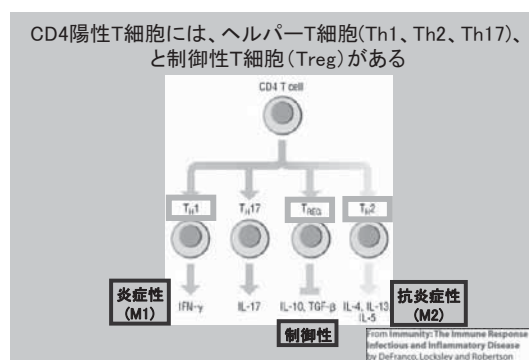 CD4陽性T細胞には、ヘルパーT細胞(Th1、Th2、Th17)、
と制御性T細胞(Treg)がある
CD4 T cell
TH1 TH17 TREG TH2
IFN-γ IL-17 IL-10, TGF-β IL-4, IL-13,
IL-5
炎症性
(M1)
制御性
抗炎症性
(M2)
From Immunity: The Immune Response
Infectious and Inflammatory Disease
by DeFranco, Locksley and Robertson